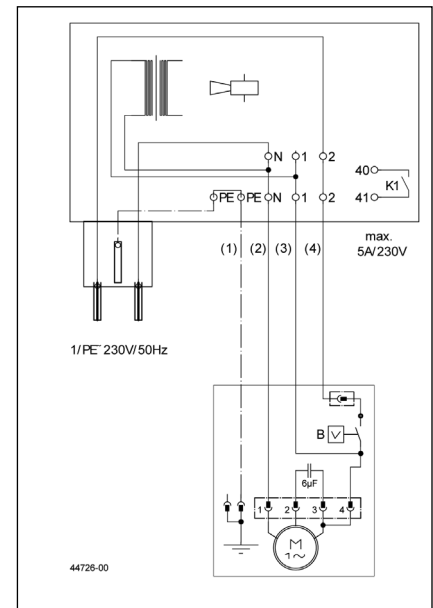 N 1 2
40
K1
PE PE N 1 2 41
(1) (2) (3) (4)
max.
5A/230V
1/PE~ 230V/50Hz
B
6µF
1 2 3 4
M
1~
44726-00